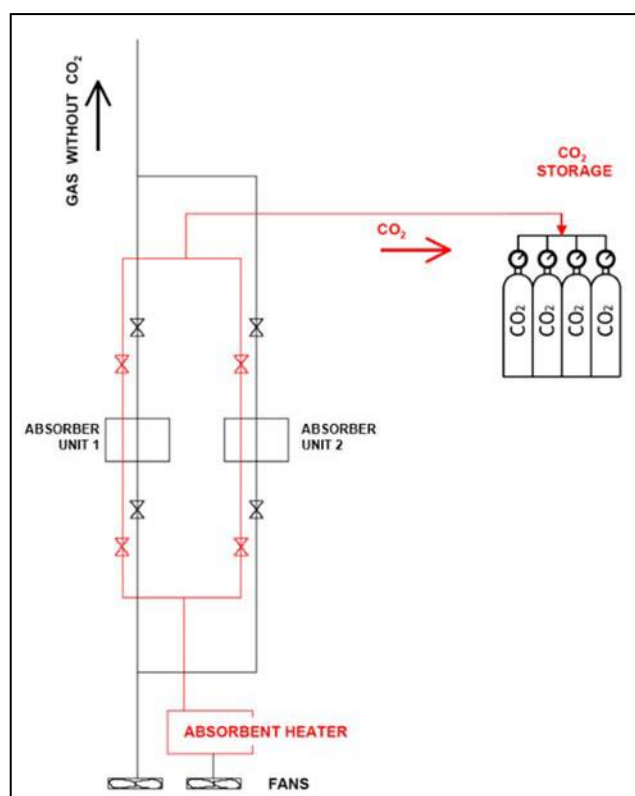 GAS WITHOUT CO₂
CO₂
STORAGE
CO₂
CO₂
CO₂
CO₂
CO₂
ABSORBER
UNIT 1
ABSORBER
UNIT 2
ABSORBENT HEATER
FANS